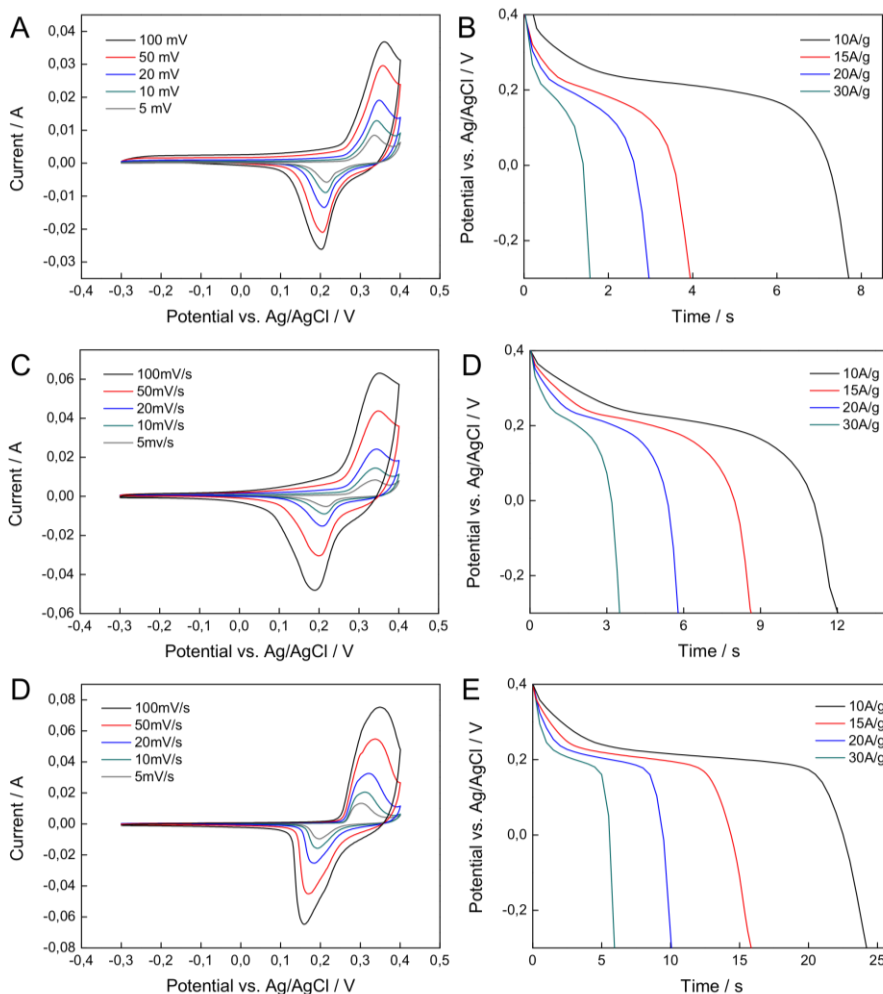 A
100 mV
50 mV
20 mV
10 mV
5 mV
Current / A
0,04
0,03
0,02
0,01
0,00
-0,01
-0,02
-0,03
-0,4 -0,3 -0,2 -0,1 0,0 0,1 0,2 0,3 0,4 0,5
Potential vs. Ag/AgCl / V
B
10A/g
15A/g
20A/g
30A/g
Potential vs. Ag/AgCl / V
0,4
0,2
0,0
-0,2
0 2 4 6 8
Time / s
C
100mV/s
50mV/s
20mV/s
10mV/s
5mv/s
Current / A
0,06
0,04
0,02
0,00
-0,02
-0,04
-0,06
-0,4 -0,3 -0,2 -0,1 0,0 0,1 0,2 0,3 0,4 0,5
Potential vs. Ag/AgCl / V
D
10A/g
15A/g
20A/g
30A/g
Potential vs. Ag/AgCl / V
0,4
0,2
0,0
-0,2
0 3 6 9 12
Time / s
D
100mV/s
50mV/s
20mV/s
10mV/s
5mV/s
Current / A
0,08
0,06
0,04
0,02
0,00
-0,02
-0,04
-0,06
-0,08
-0,4 -0,3 -0,2 -0,1 0,0 0,1 0,2 0,3 0,4 0,5
Potential vs. Ag/AgCl / V
E
10A/g
15A/g
20A/g
30A/g
Potential vs. Ag/AgCl / V
0,4
0,2
0,0
-0,2
0 5 10 15 20 25
Time / s